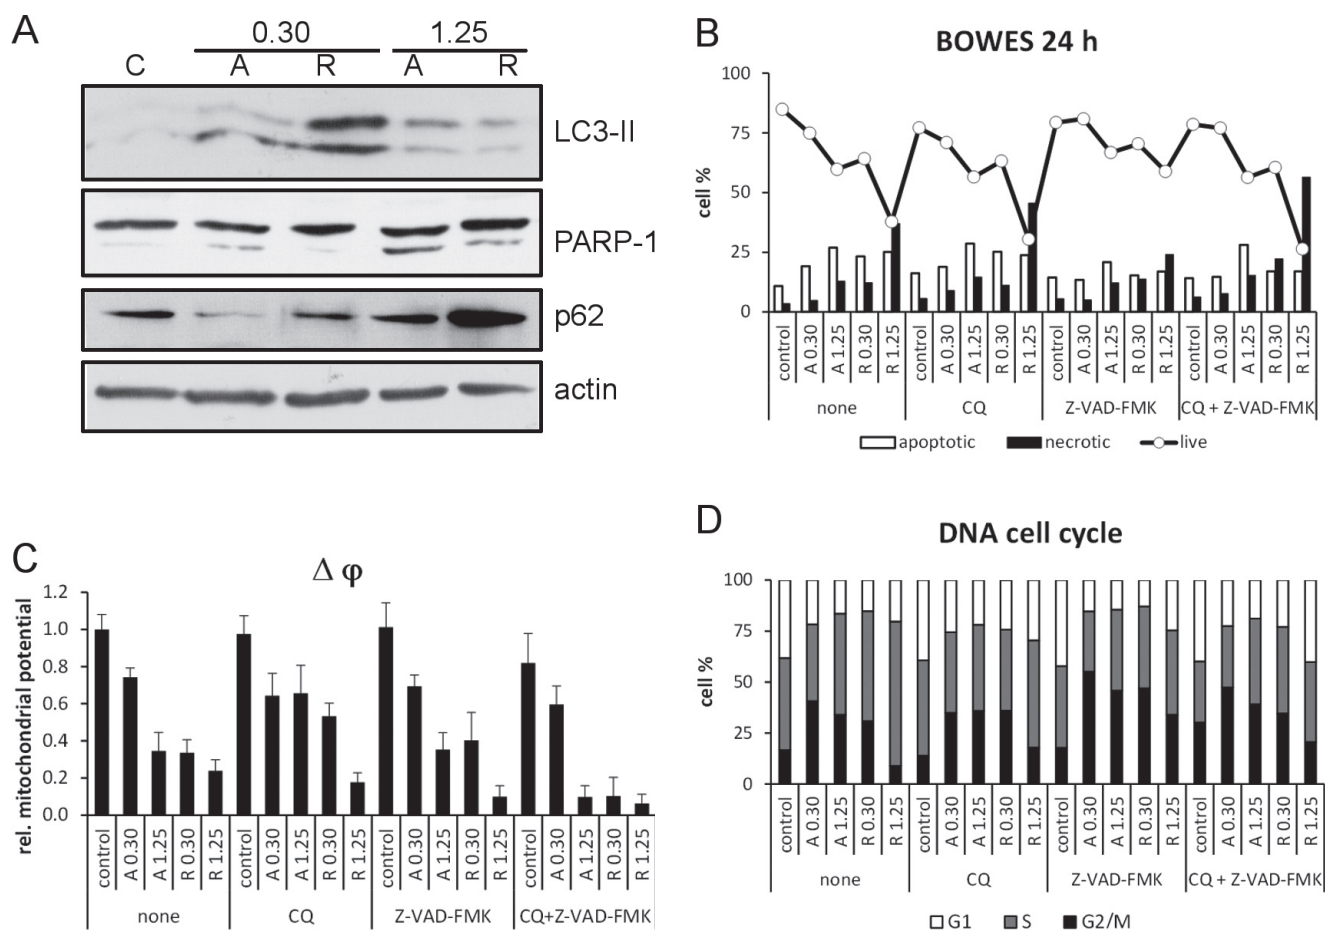 A
0.30 1.25
C A R A R
LC3-II
PARP-1
p62
actin
B
BOWES 24 h
cell %
100
75
50
25
0
control A 0.30 A 1.25 R 0.30 R 1.25 control A 0.30 A 1.25 R 0.30 R 1.25 control A 0.30 A 1.25 R 0.30 R 1.25 control A 0.30 A 1.25 R 0.30 R 1.25
none CQ Z-VAD-FMK CQ + Z-VAD-FMK
apoptotic necrotic live
C
Δ φ
rel. mitochondrial potential
1.2
1.0
0.8
0.6
0.4
0.2
0.0
control A 0.30 A 1.25 R 0.30 R 1.25 control A 0.30 A 1.25 R 0.30 R 1.25 control A 0.30 A 1.25 R 0.30 R 1.25 control A 0.30 A 1.25 R 0.30 R 1.25
none CQ Z-VAD-FMK CQ+Z-VAD-FMK
D
DNA cell cycle
cell %
100
75
50
25
0
control A 0.30 A 1.25 R 0.30 R 1.25 control A 0.30 A 1.25 R 0.30 R 1.25 control A 0.30 A 1.25 R 0.30 R 1.25 control A 0.30 A 1.25 R 0.30 R 1.25
none CQ Z-VAD-FMK CQ + Z-VAD-FMK
G1 S G2/M